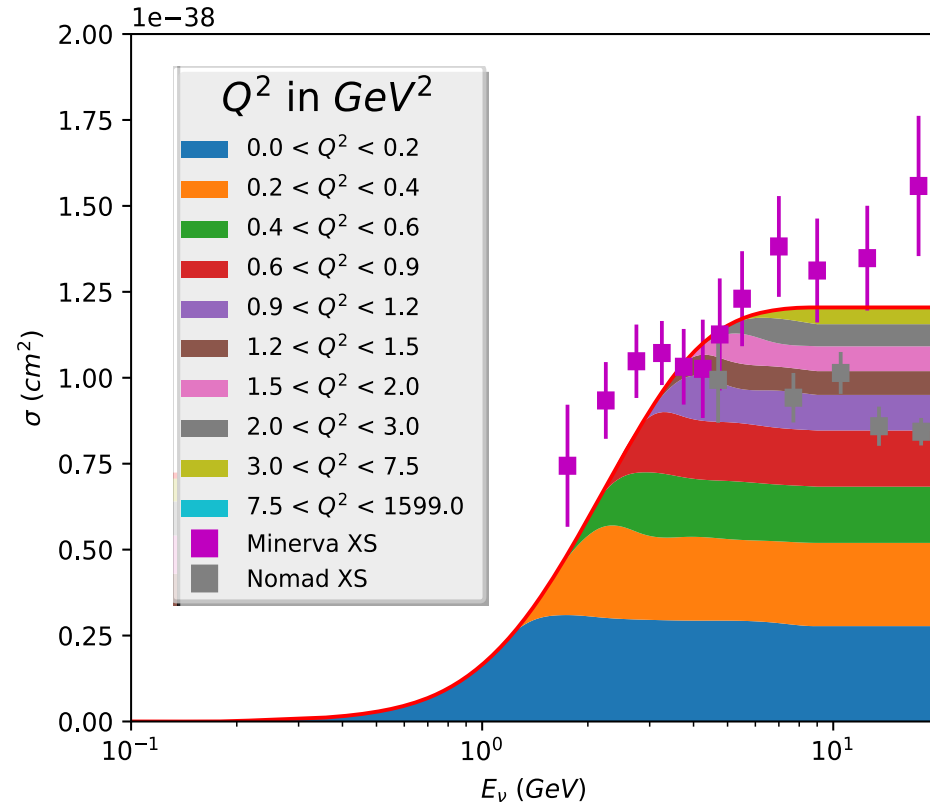 1e−38
2.00
1.75
1.50
1.25
1.00
0.75
0.50
0.25
0.00
σ (cm²)
Q² in GeV²
0.0 < Q² < 0.2
0.2 < Q² < 0.4
0.4 < Q² < 0.6
0.6 < Q² < 0.9
0.9 < Q² < 1.2
1.2 < Q² < 1.5
1.5 < Q² < 2.0
2.0 < Q² < 3.0
3.0 < Q² < 7.5
7.5 < Q² < 1599.0
Minerva XS
Nomad XS
10⁻¹ 10⁰ 10¹
Eᵥ (GeV)